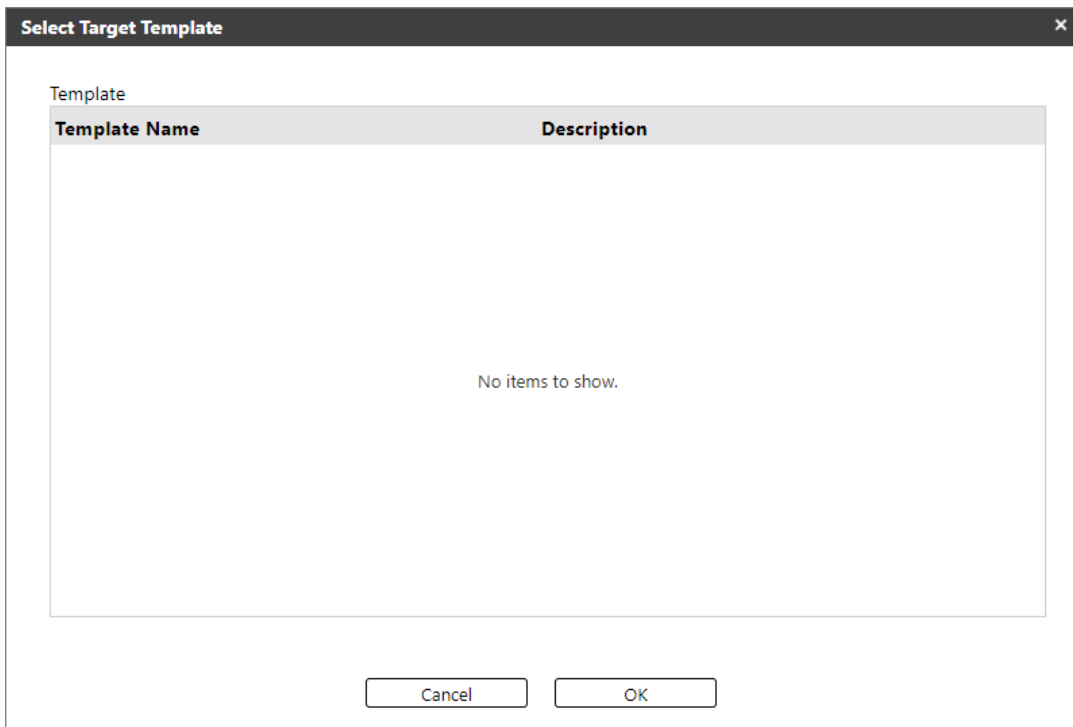 Select Target Template
Template
Template Name Description
No items to show.
Cancel OK